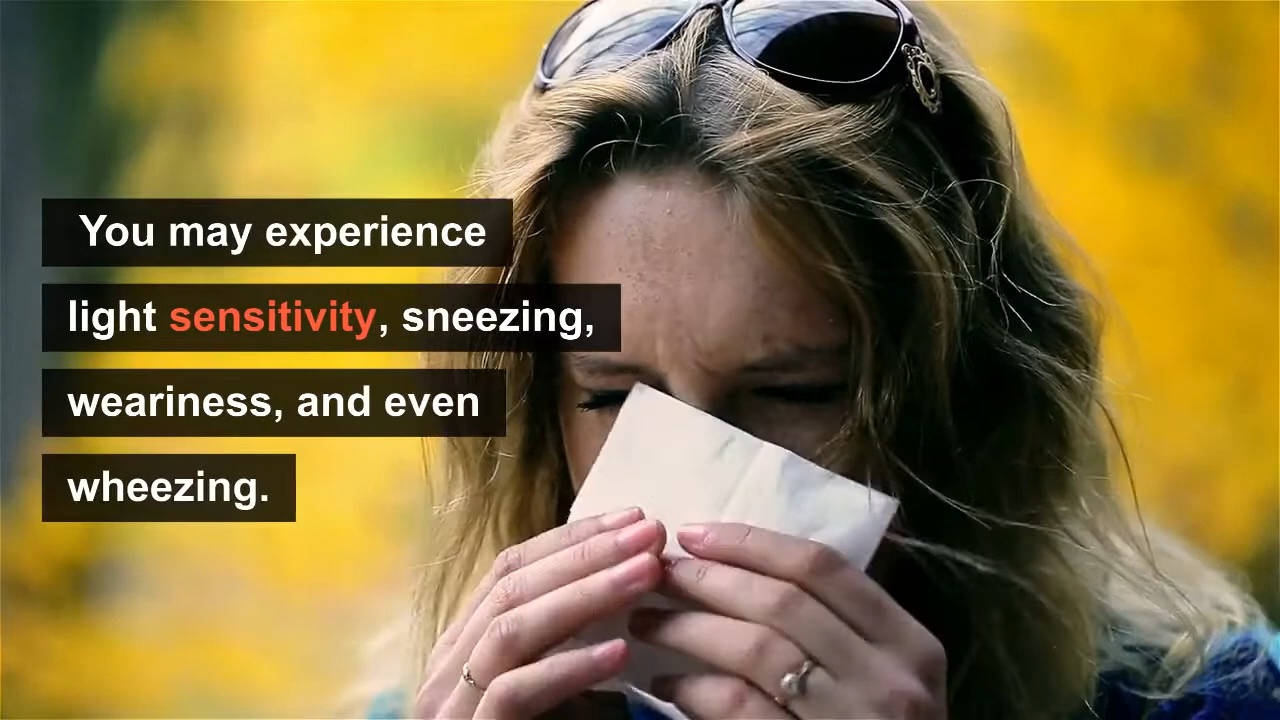 You may experience
light sensitivity, sneezing,
weariness, and even
wheezing.